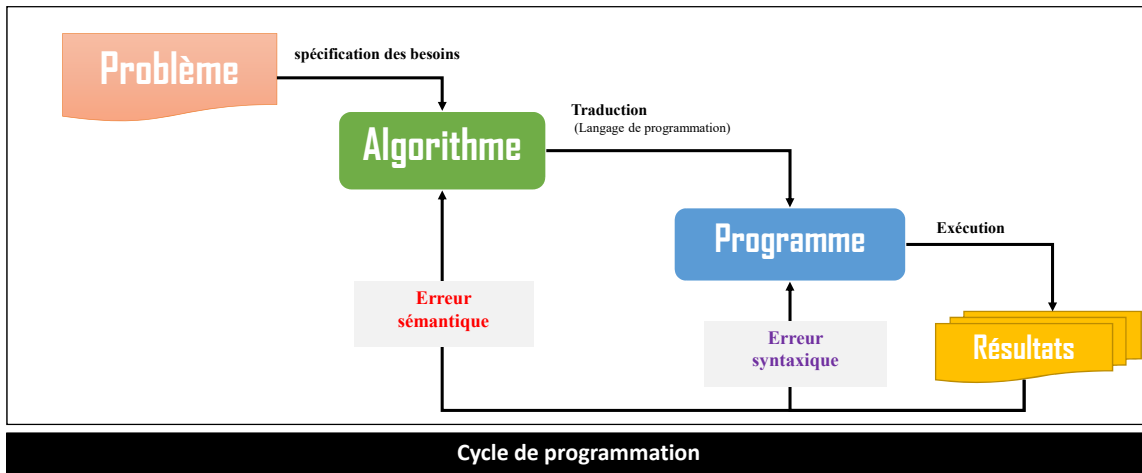 Problème
spécification des besoins
Algorithme
Traduction
(Langage de programmation)
Programme
Exécution
Erreur
sémantique
Erreur
syntaxique
Résultats
Cycle de programmation